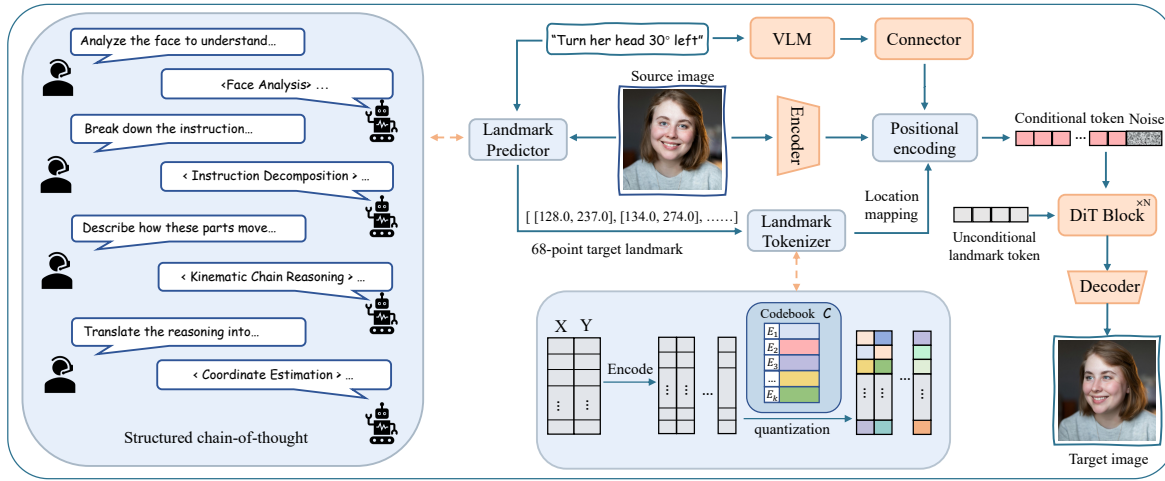 Analyze the face to understand…
<Face Analysis> …
Break down the instruction…
< Instruction Decomposition > …
Describe how these parts move…
< Kinematic Chain Reasoning > …
Translate the reasoning into…
< Coordinate Estimation > …
Structured chain-of-thought
“Turn her head 30° left”
VLM
Connector
Source image
Landmark
Predictor
Encoder
Positional
encoding
Conditional token
Noise
[ [128.0, 237.0], [134.0, 274.0], ……]
68-point target landmark
Landmark
Tokenizer
Location
mapping
Unconditional
landmark token
×N
DiT Block
Decoder
Target image
X Y
Encode
...
Codebook C
E1
E2
E3
...
Ek
quantization
...